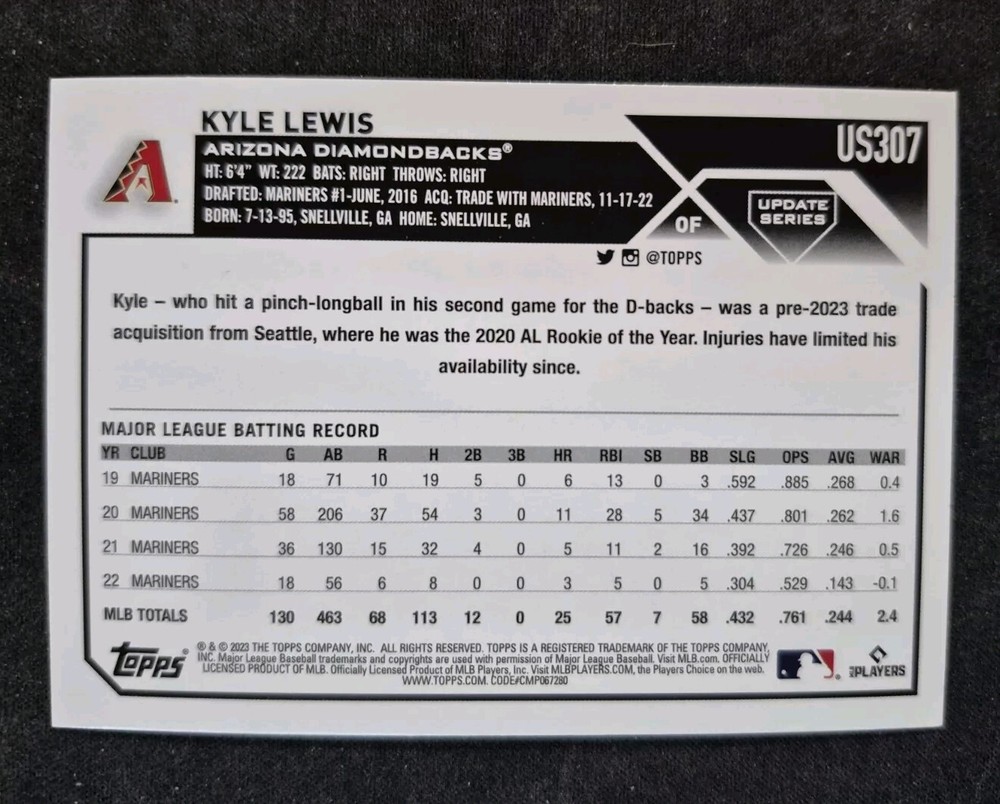 KYLE LEWIS
US307
ARIZONA DIAMONDBACKS®
HT: 6'4" WT: 222 BATS: RIGHT THROWS: RIGHT
DRAFTED: MARINERS #1-JUNE, 2016 ACQ: TRADE WITH MARINERS, 11-17-22
BORN: 7-13-95, SNELLVILLE, GA HOME: SNELLVILLE, GA
OF
UPDATE
SERIES
@TOPPS
Kyle – who hit a pinch-longball in his second game for the D-backs – was a pre-2023 trade
acquisition from Seattle, where he was the 2020 AL Rookie of the Year. Injuries have limited his
availability since.
MAJOR LEAGUE BATTING RECORD
YR CLUB G AB R H 2B 3B HR RBI SB BB SLG OPS AVG WAR
19 MARINERS 18 71 10 19 5 0 6 13 0 3 .592 .885 .268 0.4
20 MARINERS 58 206 37 54 3 0 11 28 5 34 .437 .801 .262 1.6
21 MARINERS 36 130 15 32 4 0 5 11 2 16 .392 .726 .246 0.5
22 MARINERS 18 56 6 8 0 0 3 5 0 5 .304 .529 .143 -0.1
MLB TOTALS 130 463 68 113 12 0 25 57 7 58 .432 .761 .244 2.4
Topps®
® & © 2023 THE TOPPS COMPANY, INC. ALL RIGHTS RESERVED. TOPPS IS A REGISTERED TRADEMARK OF THE TOPPS COMPANY,
INC. Major League Baseball trademarks and copyrights are used with permission of Major League Baseball. Visit MLB.com. OFFICIALLY
LICENSED PRODUCT OF MLB. Officially Licensed Product of MLB Players, Inc. Visit MLBPLAYERS.COM, the Players Choice on the web.
WWW.TOPPS.COM. CODE#CMP067280
PLAYERS